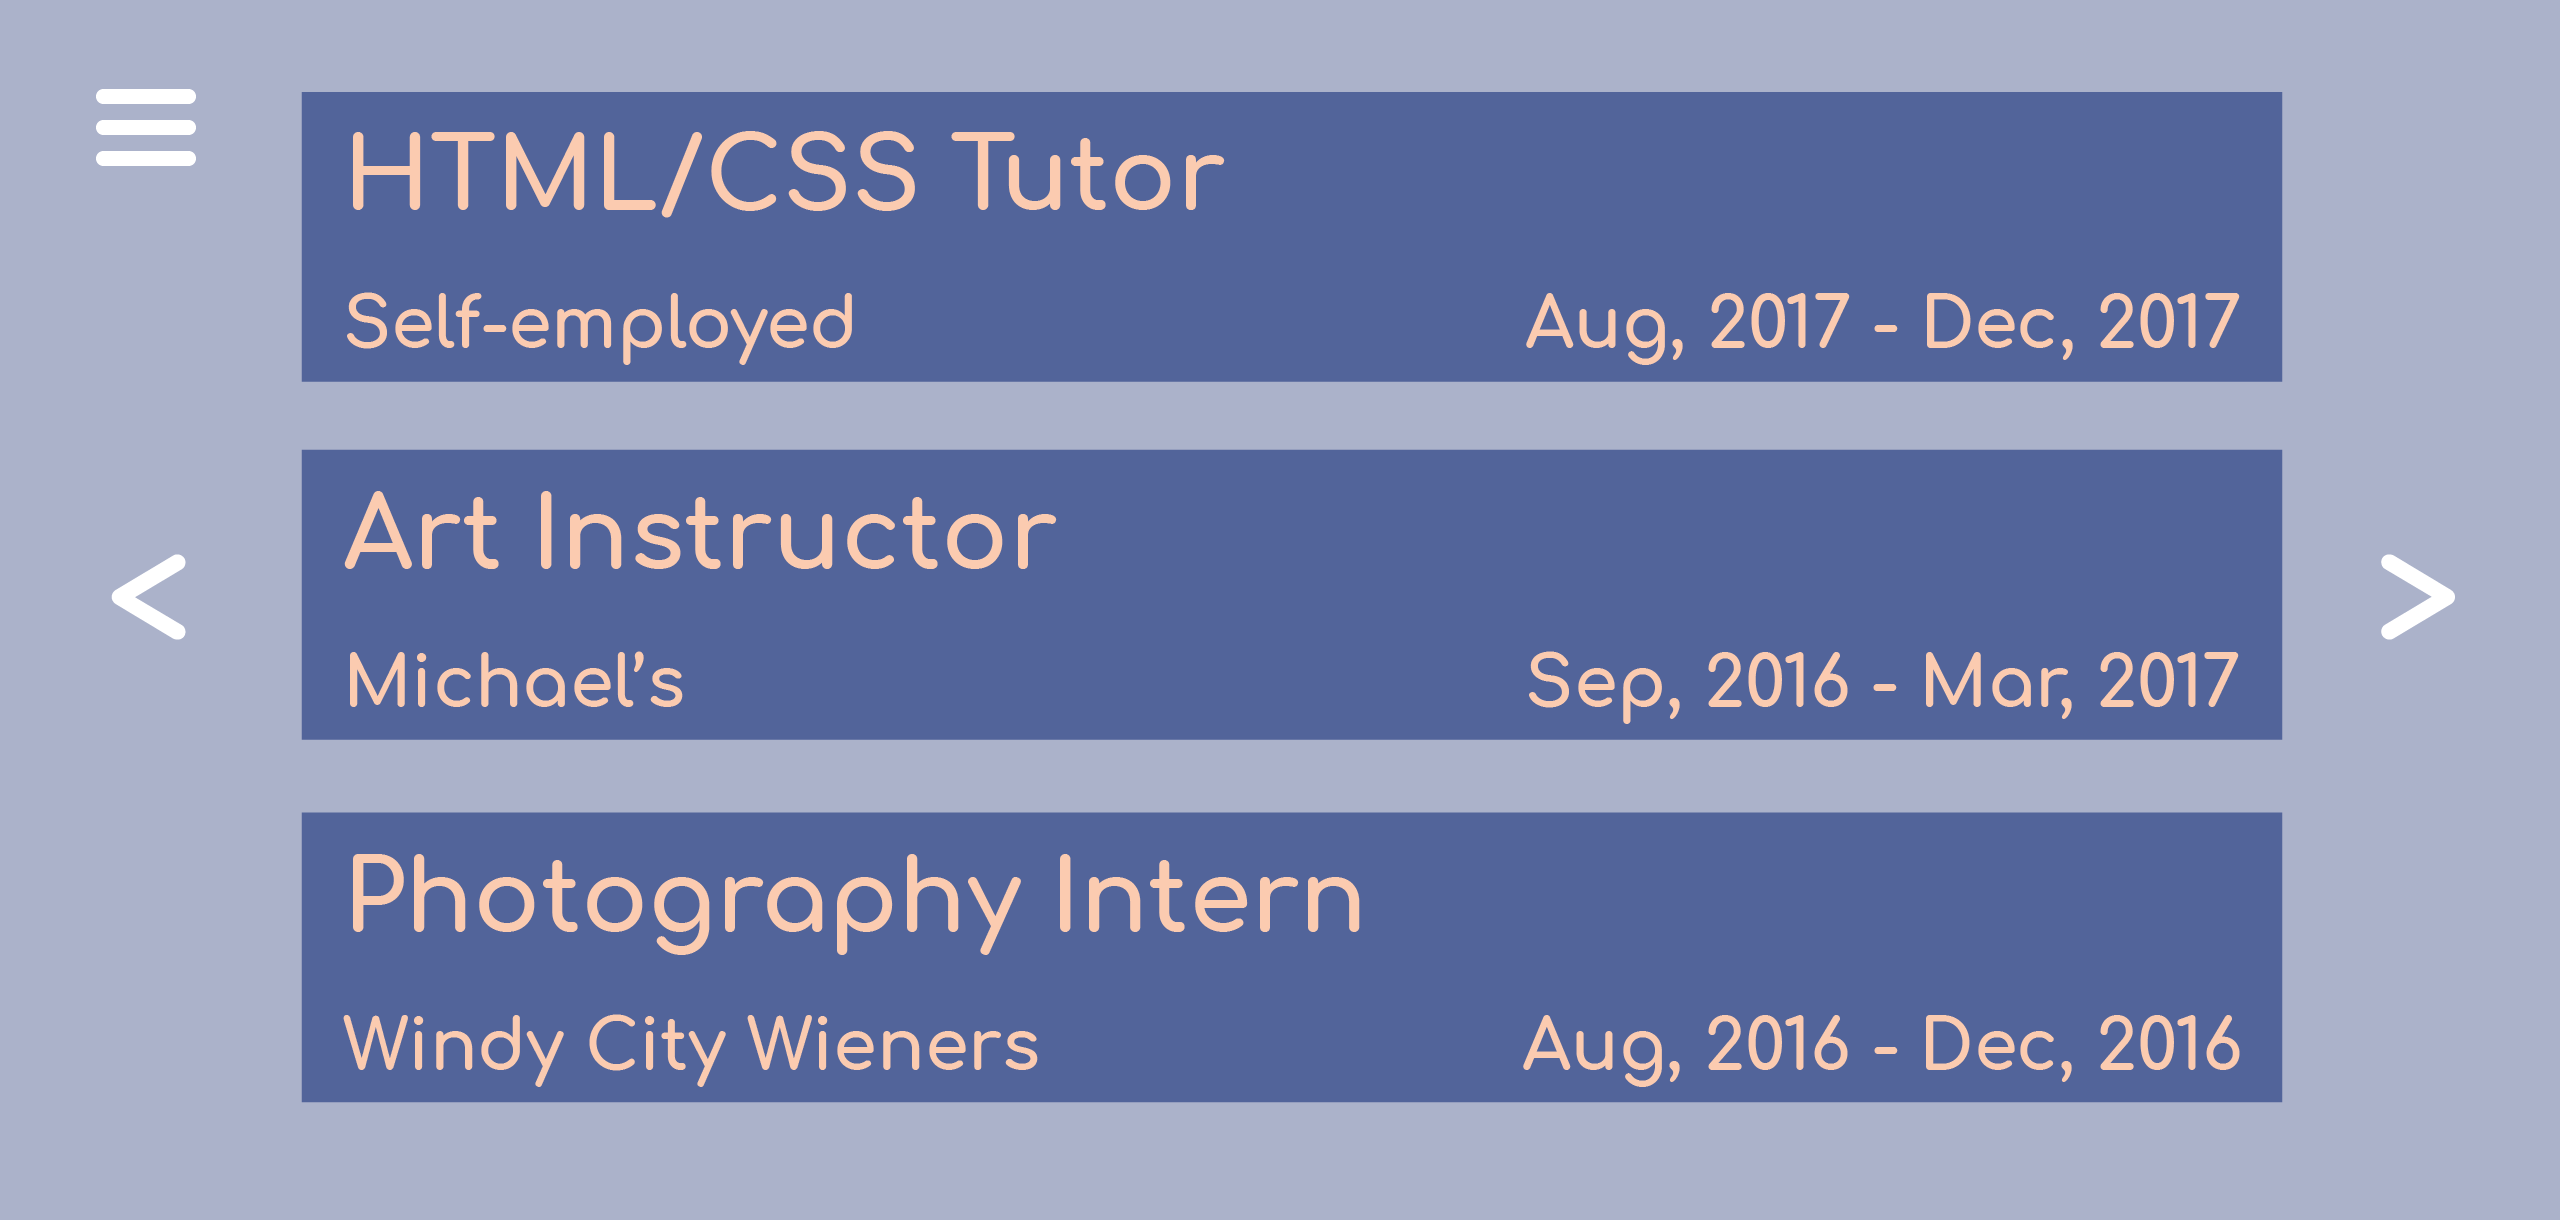 HTML/CSS Tutor
Self-employed Aug, 2017 - Dec, 2017
Art Instructor
Michael’s Sep, 2016 - Mar, 2017
Photography Intern
Windy City Wieners Aug, 2016 - Dec, 2016